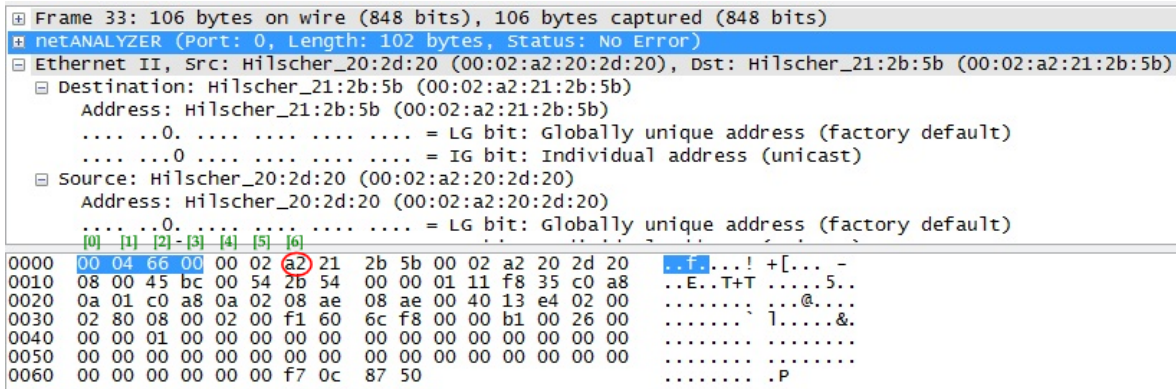 Frame 33: 106 bytes on wire (848 bits), 106 bytes captured (848 bits)
netANALYZER (Port: 0, Length: 102 bytes, Status: No Error)
Ethernet II, Src: Hilscher_20:2d:20 (00:02:a2:20:2d:20), Dst: Hilscher_21:2b:5b (00:02:a2:21:2b:5b)
Destination: Hilscher_21:2b:5b (00:02:a2:21:2b:5b)
Address: Hilscher_21:2b:5b (00:02:a2:21:2b:5b)
.... ..0. .... .... .... .... = LG bit: Globally unique address (factory default)
.... ...0 .... .... .... .... = IG bit: Individual address (unicast)
Source: Hilscher_20:2d:20 (00:02:a2:20:2d:20)
Address: Hilscher_20:2d:20 (00:02:a2:20:2d:20)
.... ..0. .... .... .... .... = LG bit: Globally unique address (factory default)
[0] [1] [2] [3] [4] [5] [6]
0000 00 04 66 00 00 02 a2 21 2b 5b 00 02 a2 20 2d 20 ..f....! +[... -
0010 08 00 45 bc 00 54 2b 54 00 00 01 11 f8 35 c0 a8 ..E..T+T .....5..
0020 0a 01 c0 a8 0a 02 08 ae 08 ae 00 40 13 e4 02 00 ........ ...@....
0030 02 80 08 00 02 00 f1 60 6c f8 00 00 b1 00 26 00 .......` l.....&.
0040 00 00 01 00 00 00 00 00 00 00 00 00 00 00 00 00 ........ ........
0050 00 00 00 00 00 00 00 00 00 00 00 00 00 00 00 00 ........ ........
0060 00 00 00 00 00 00 f7 0c 87 50 ........ .P